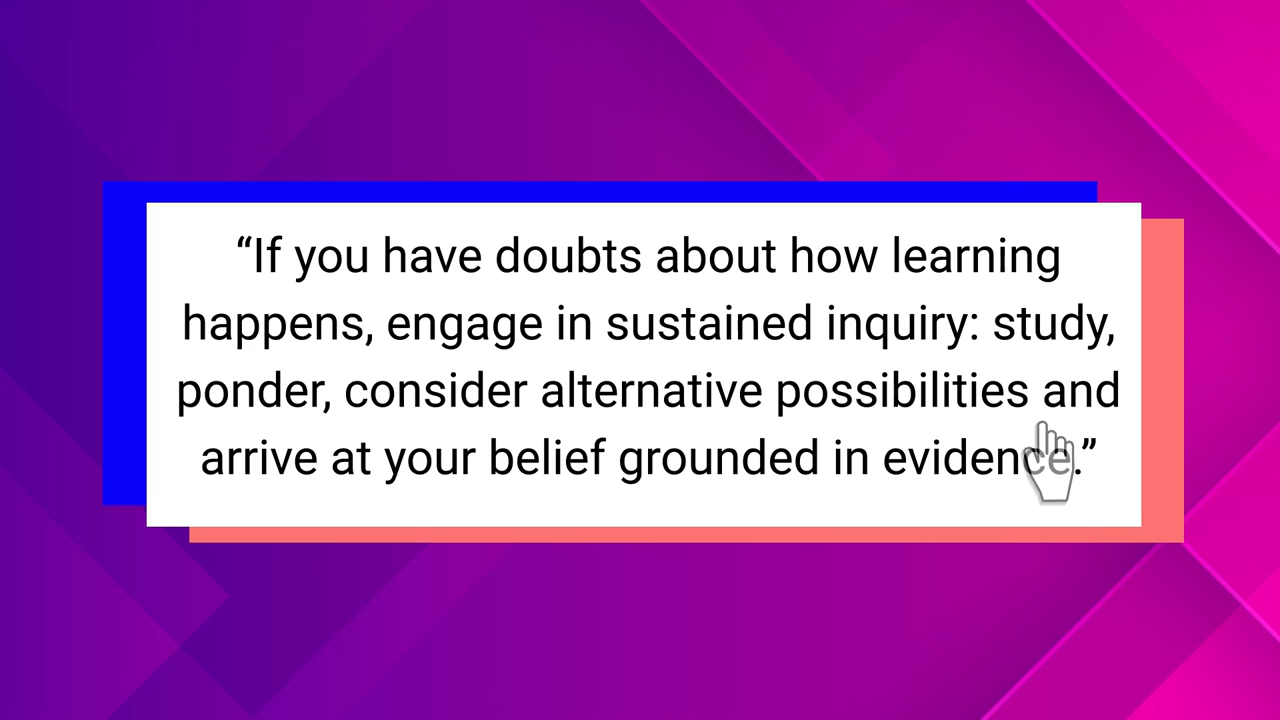 “If you have doubts about how learning
happens, engage in sustained inquiry: study,
ponder, consider alternative possibilities and
arrive at your belief grounded in evidence.”